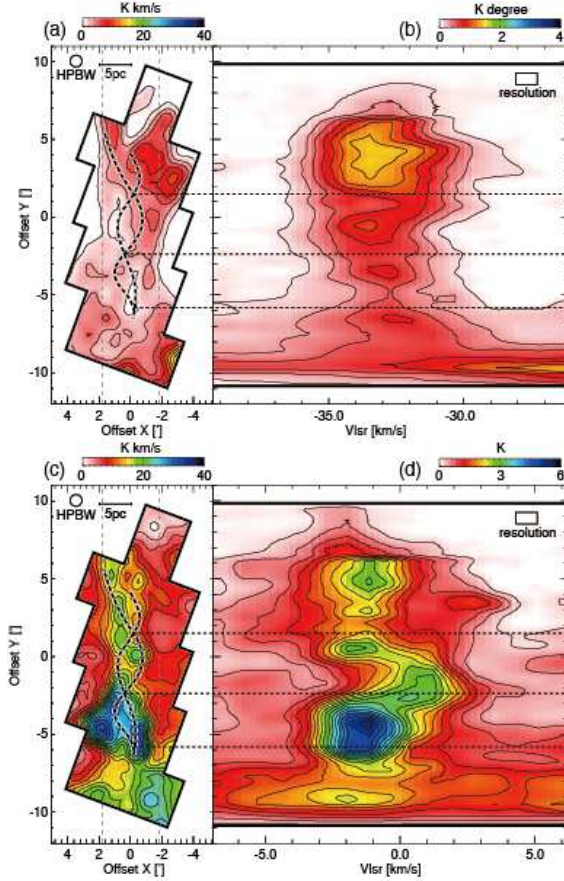 K km/s
0 20 40
K degree
0 2 4
(a)
HPBW
5pc
(b)
resolution
10
5
0
-5
-10
Offset Y [']
5 4 2 0 -2 -4
Offset X [']
-35.0 -30.0
Vlsr [km/s]
K km/s
0 20 40
K
0 3 6
(c)
HPBW
5pc
(d)
resolution
10
5
0
-5
-10
Offset Y [']
5 4 2 0 -2 -4
Offset X [']
-5.0 0.0 5.0
Vlsr [km/s]